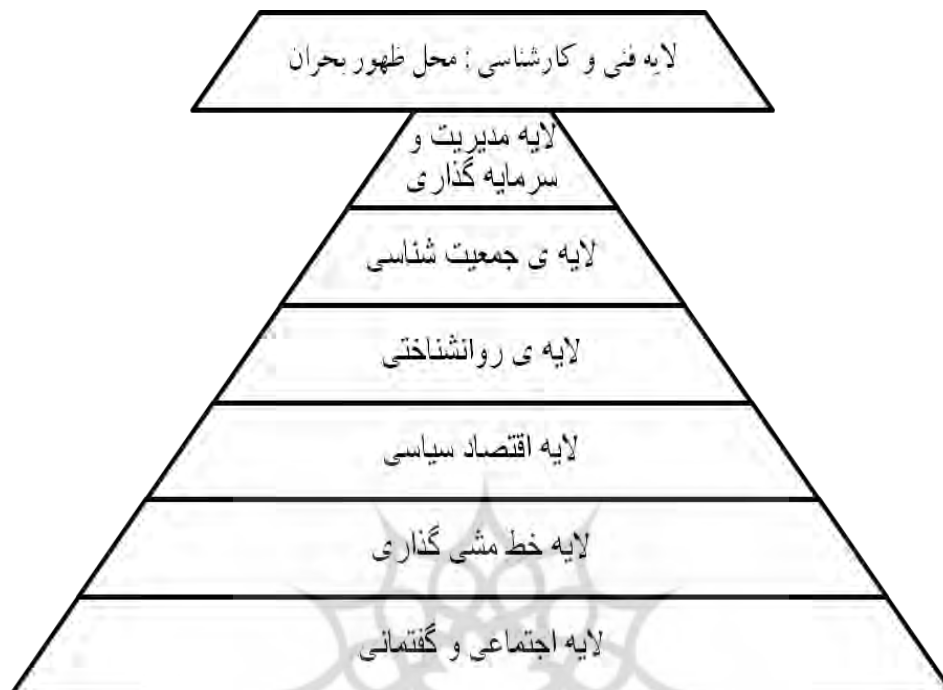 لایه فنی و کارشناسی : محل ظهور بحران
لایه مدیریت و
سرمایه گذاری
لایه ی جمعیت شناسی
لایه ی روانشناختی
لایه اقتصاد سیاسی
لایه خط مشی گذاری
لایه اجتماعی و گفتمانی